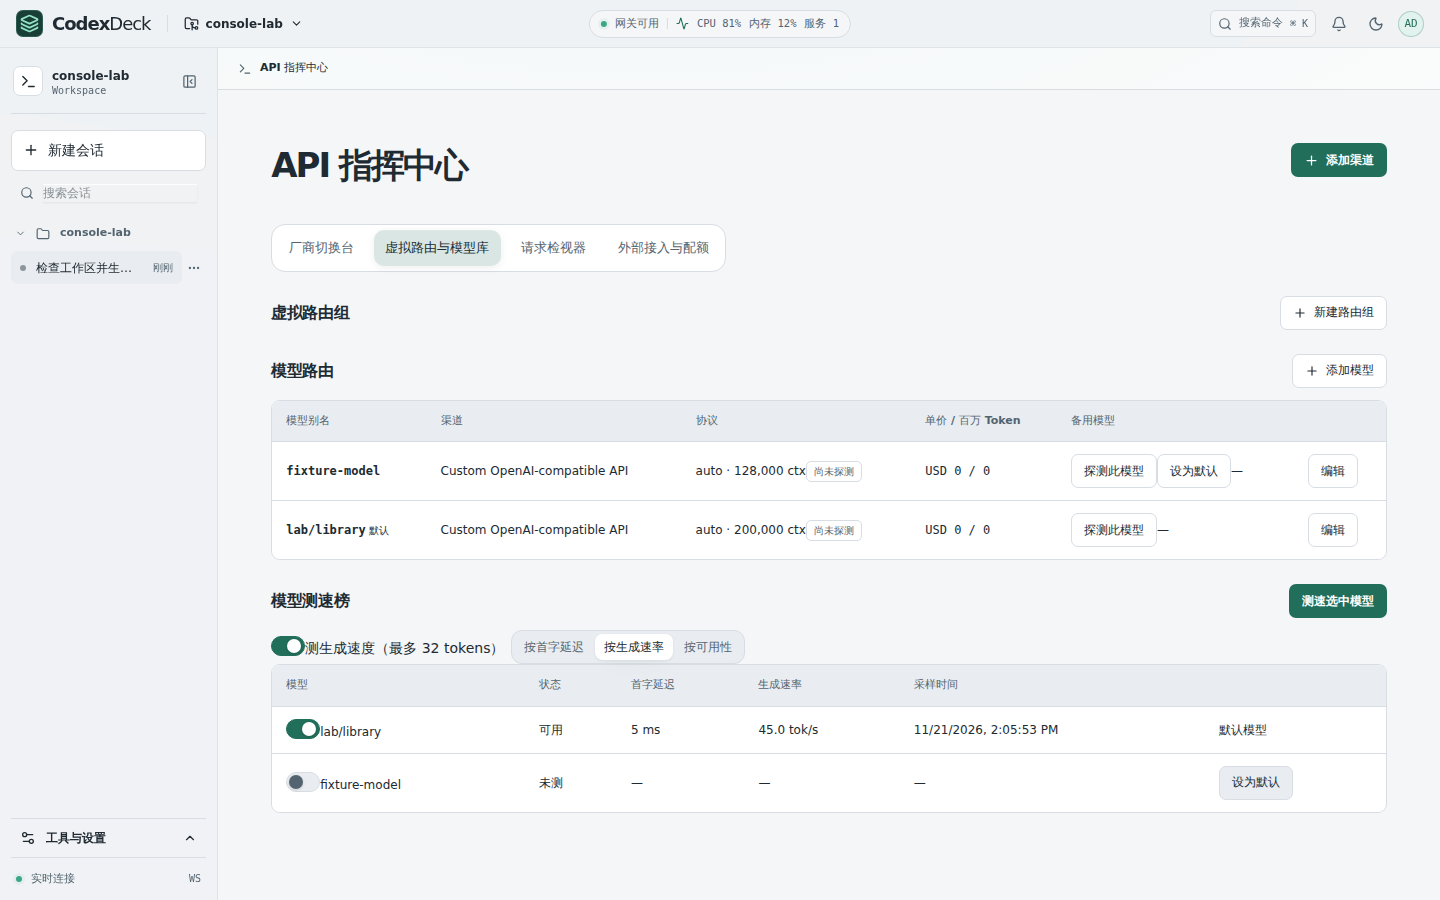 CodexDeck
console-lab
网关可用 CPU 81% 内存 12% 服务 1
搜索命令 ⌘ K
AD
console-lab
Workspace
新建会话
搜索会话
console-lab
检查工作区并生... 刚刚
工具与设置
实时连接 WS
API 指挥中心
API 指挥中心
添加渠道
厂商切换台 虚拟路由与模型库 请求检视器 外部接入与配额
虚拟路由组
新建路由组
模型路由
添加模型
模型别名 渠道 协议 单价 / 百万 Token 备用模型
fixture-model Custom OpenAI-compatible API auto · 128,000 ctx 尚未探测 USD 0 / 0 探测此模型 设为默认 — 编辑
lab/library 默认 Custom OpenAI-compatible API auto · 200,000 ctx 尚未探测 USD 0 / 0 探测此模型 — 编辑
模型测速榜
测速选中模型
测生成速度（最多 32 tokens） 按首字延迟 按生成速率 按可用性
模型 状态 首字延迟 生成速率 采样时间
lab/library 可用 5 ms 45.0 tok/s 11/21/2026, 2:05:53 PM 默认模型
fixture-model 未测 — — — 设为默认